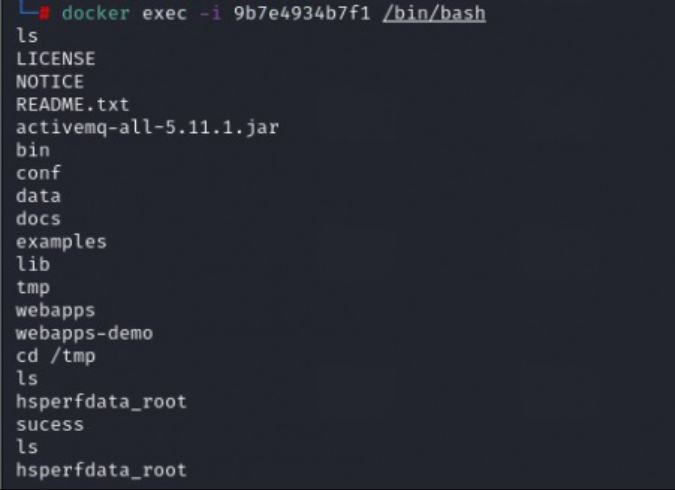 └─# docker exec -i 9b7e4934b7f1 /bin/bash
ls
LICENSE
NOTICE
README.txt
activemq-all-5.11.1.jar
bin
conf
data
docs
examples
lib
tmp
webapps
webapps-demo
cd /tmp
ls
hsperfdata_root
sucess
ls
hsperfdata_root